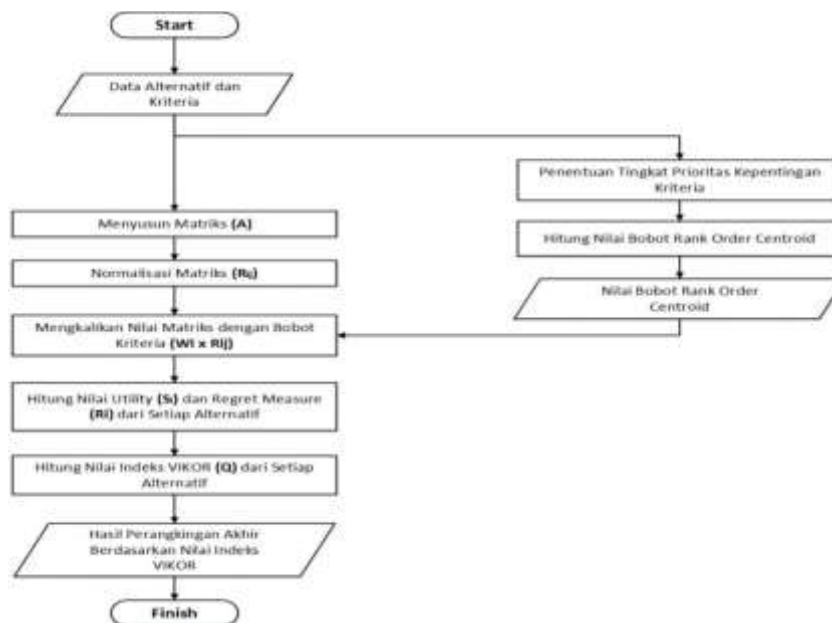 Start
Data Alternatif dan
Kriteria
Penentuan Tingkat Prioritas Kepentingan
Kriteria
Menyusun Matriks (A)
Hitung Nilai Bobot Rank Order Centroid
Normalisasi Matriks (Rij)
Nilai Bobot Rank Order
Centroid
Mengkalikan Nilai Matriks dengan Bobot
Kriteria (Wi x Rij)
Hitung Nilai Utility (Si) dan Regret Measure
(Ri) dari Setiap Alternatif
Hitung Nilai Indeks VIKOR (Q) dari Setiap
Alternatif
Hasil Perangkingan Akhir
Berdasarkan Nilai Indeks
VIKOR
Finish